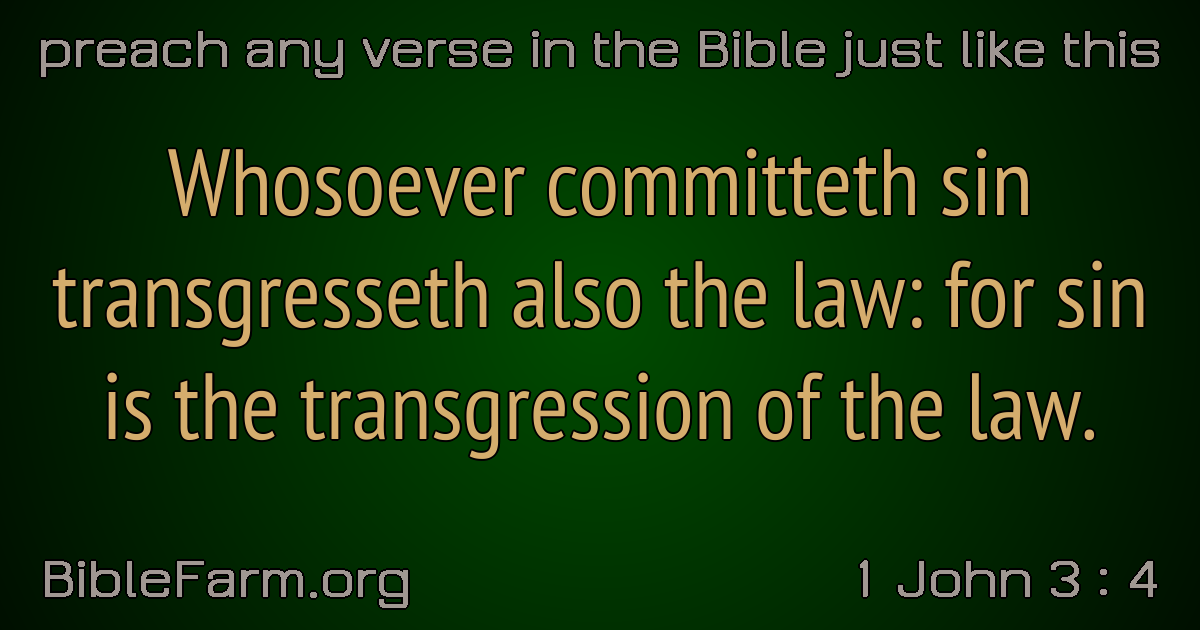 preach any verse in the Bible just like this
Whosoever committeth sin
transgresseth also the law: for sin
is the transgression of the law.
BibleFarm.org
1 John 3 : 4